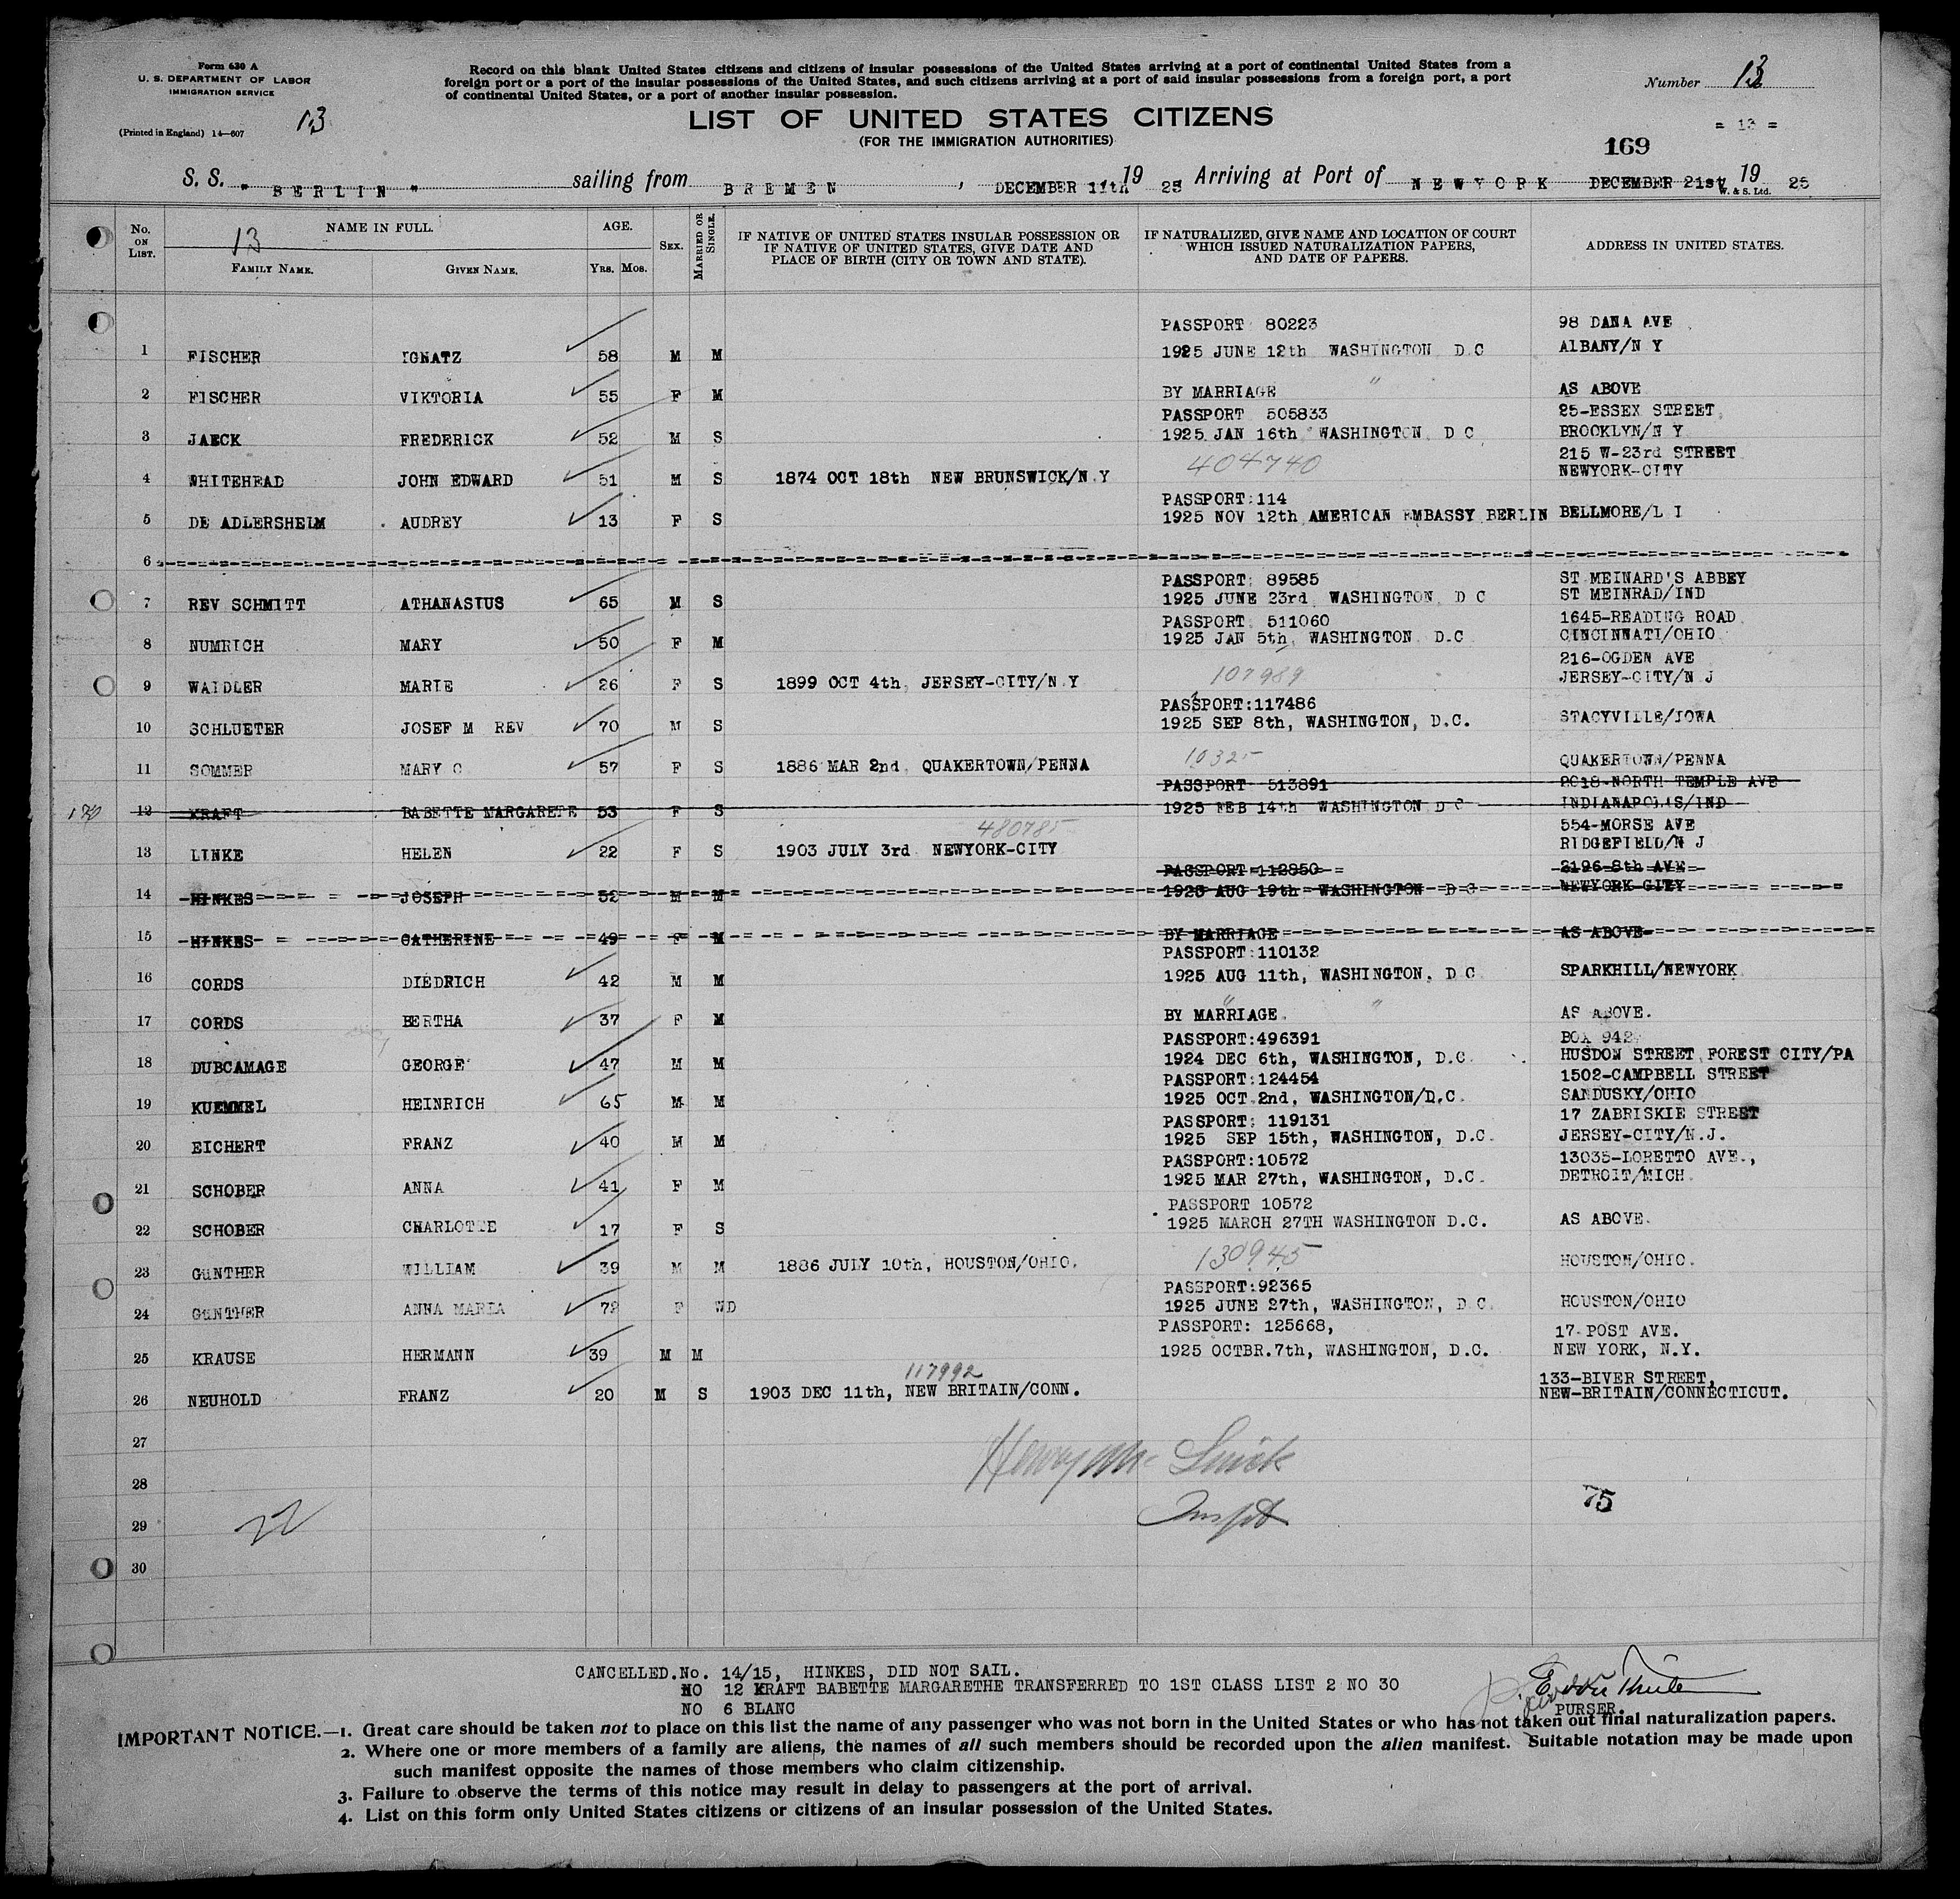 Form 630 A
U. S. DEPARTMENT OF LABOR
IMMIGRATION SERVICE
(Printed in England) 14—607
13
Record on this blank United States citizens and citizens of insular possessions of the United States arriving at a port of continental United States from a
foreign port or a port of the insular possessions of the United States, and such citizens arriving at a port of said insular possessions from a foreign port, a port
of continental United States, or a port of another insular possession.
Number 13
= 13 =
LIST OF UNITED STATES CITIZENS
(FOR THE IMMIGRATION AUTHORITIES)
169
S. S. " BERLIN " sailing from BREMEN , DECEMBER 11th 19 25 Arriving at Port of NEWYORK DECEMBER 21st 19 25
W. & S. Ltd.
No. ON LIST.
13
NAME IN FULL.
FAMILY NAME.
GIVEN NAME.
AGE.
Yrs. Mos.
SEX.
MARRIED OR SINGLE.
IF NATIVE OF UNITED STATES INSULAR POSSESSION OR
IF NATIVE OF UNITED STATES, GIVE DATE AND
PLACE OF BIRTH (CITY OR TOWN AND STATE).
IF NATURALIZED, GIVE NAME AND LOCATION OF COURT
WHICH ISSUED NATURALIZATION PAPERS,
AND DATE OF PAPERS.
ADDRESS IN UNITED STATES.
PASSPORT 80223 98 DANA AVE
1 FISCHER IGNATZ 58 M M 1925 JUNE 12th WASHINGTON D C ALBANY/N Y
2 FISCHER VIKTORIA 55 F M BY MARRIAGE " AS ABOVE
PASSPORT 505833 25-ESSEX STREET
3 JAECK FREDERICK 52 M S 1925 JAN 16th WASHINGTON D C BROOKLYN/N Y
404740 215 W-23rd STREET
4 WHITEHEAD JOHN EDWARD 51 M S 1874 OCT 18th NEW BRUNSWICK/N.Y NEWYORK-CITY
PASSPORT:114
5 DE ADLERSHEIM AUDREY 13 F S 1925 NOV 12th AMERICAN EMBASSY BERLIN BELLMORE/L I
6
PASSPORT: 89585 ST MEINARD'S ABBEY
7 REV SCHMITT ATHANASIUS 65 M S 1925 JUNE 23rd WASHINGTON D C ST MEINRAD/IND
PASSPORT 511060 1645-READING ROAD
8 NUMRICH MARY 50 F M 1925 JAN 5th, WASHINGTON D.C CINCINNATI/OHIO
107989 216-OGDEN AVE
9 WAIDLER MARIE 26 F S 1899 OCT 4th, JERSEY-CITY/N.Y JERSEY-CITY/N J
PASSPORT:117486
10 SCHLUETER JOSEF M REV 70 M S 1925 SEP 8th, WASHINGTON, D.C. STACYVILLE/IOWA
10325
11 SOMMER MARY C 57 F S 1886 MAR 2nd, QUAKERTOWN/PENNA QUAKERTOWN/PENNA
PASSPORT 513891 2018-NORTH TEMPLE AVE
12 KRAFT BABETTE MARGARETE 53 F S 1925 FEB 14th WASHINGTON D C INDIANAPOLIS/IND
480785 554-MORSE AVE
13 LINKE HELEN 22 F S 1903 JULY 3rd NEWYORK-CITY RIDGEFIELD/N J
PASSPORT 112850 2196-8th AVE
14 HINKES JOSEPH 52 M M 1925 AUG 19th WASHINGTON D C NEWYORK CITY
15 HINKES CATHERINE 49 F M BY MARRIAGE AS ABOVE
PASSPORT:110132
16 CORDS DIEDRICH 42 M M 1925 AUG 11th, WASHINGTON, D C SPARKHILL/NEWYORK
17 CORDS BERTHA 37 F M BY MARRIAGE. " " AS ABOVE.
PASSPORT:496391 BOX 942
18 DUBCAMAGE GEORGE 47 M M 1924 DEC 6th, WASHINGTON, D.C. HUSDON STREET FOREST CITY/PA
PASSPORT:124454 1502-CAMPBELL STREET
19 KUEMMEL HEINRICH 65 M M 1925 OCT.2nd, WASHINGTON/D.C. SANDUSKY/OHIO
PASSPORT: 119131 17 ZABRISKIE STREET
20 EICHERT FRANZ 40 M M 1925 SEP 15th, WASHINGTON, D.C. JERSEY-CITY/N.J.
PASSPORT:10572 13035-LORETTO AVE.,
21 SCHOBER ANNA 41 F M 1925 MAR 27th, WASHINGTON, D.C. DETROIT/MICH.
PASSPORT 10572
22 SCHOBER CHARLOTTE 17 F S 1925 MARCH 27TH WASHINGTON D.C. AS ABOVE.
130945
23 GUNTHER WILLIAM 39 M M 1886 JULY 10th, HOUSTON/OHIO. HOUSTON/OHIO.
PASSPORT:92365
24 GUNTHER ANNA MARIA 72 F WD 1925 JUNE 27th, WASHINGTON, D C. HOUSTON/OHIO
PASSPORT: 125668, 17-POST AVE.
25 KRAUSE HERMANN 39 M M 1925 OCTBR.7th, WASHINGTON, D.C. NEW YORK, N.Y.
117992 133-BIVER STREET,
26 NEUHOLD FRANZ 20 M S 1903 DEC 11th, NEW BRITAIN/CONN. NEW-BRITAIN/CONNECTICUT.
27
28
75
29
22
Inspt
30
CANCELLED.No. 14/15, HINKES, DID NOT SAIL.
NO 12 KRAFT BABETTE MARGARETHE TRANSFERRED TO 1ST CLASS LIST 2 NO 30
NO 6 BLANC
PURSER.
IMPORTANT NOTICE.—1. Great care should be taken not to place on this list the name of any passenger who was not born in the United States or who has not taken out final naturalization papers.
2. Where one or more members of a family are aliens, the names of all such members should be recorded upon the alien manifest. Suitable notation may be made upon
such manifest opposite the names of those members who claim citizenship.
3. Failure to observe the terms of this notice may result in delay to passengers at the port of arrival.
4. List on this form only United States citizens or citizens of an insular possession of the United States.